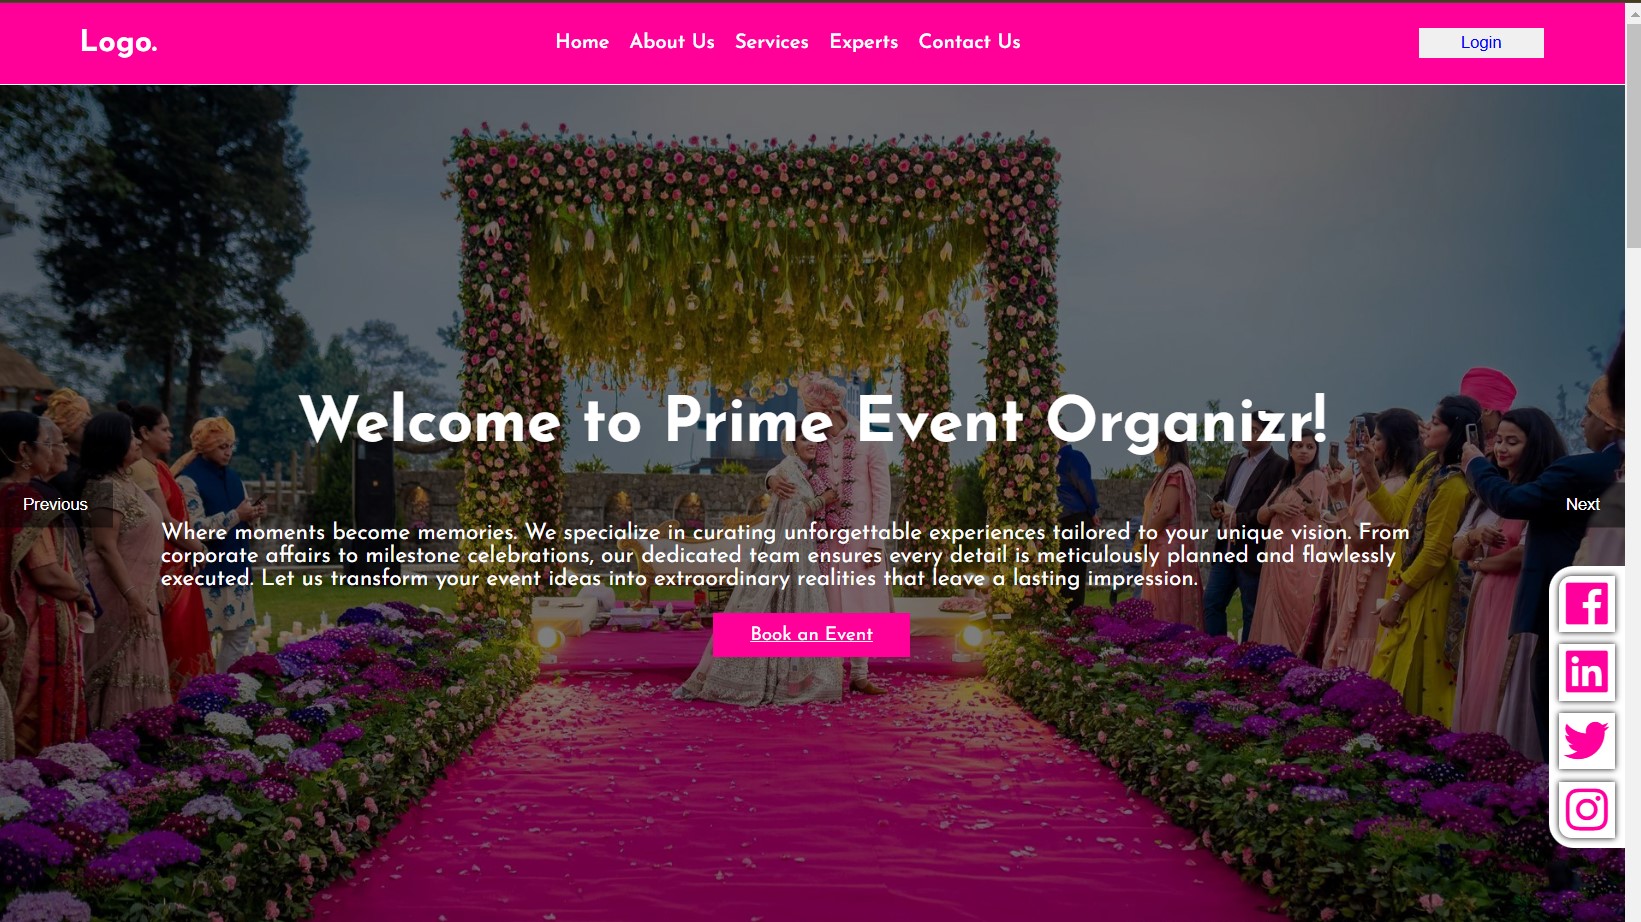 Logo.
Home About Us Services Experts Contact Us
Login
Welcome to Prime Event Organizr!
Previous
Next
Where moments become memories. We specialize in curating unforgettable experiences tailored to your unique vision. From
corporate affairs to milestone celebrations, our dedicated team ensures every detail is meticulously planned and flawlessly
executed. Let us transform your event ideas into extraordinary realities that leave a lasting impression.
Book an Event